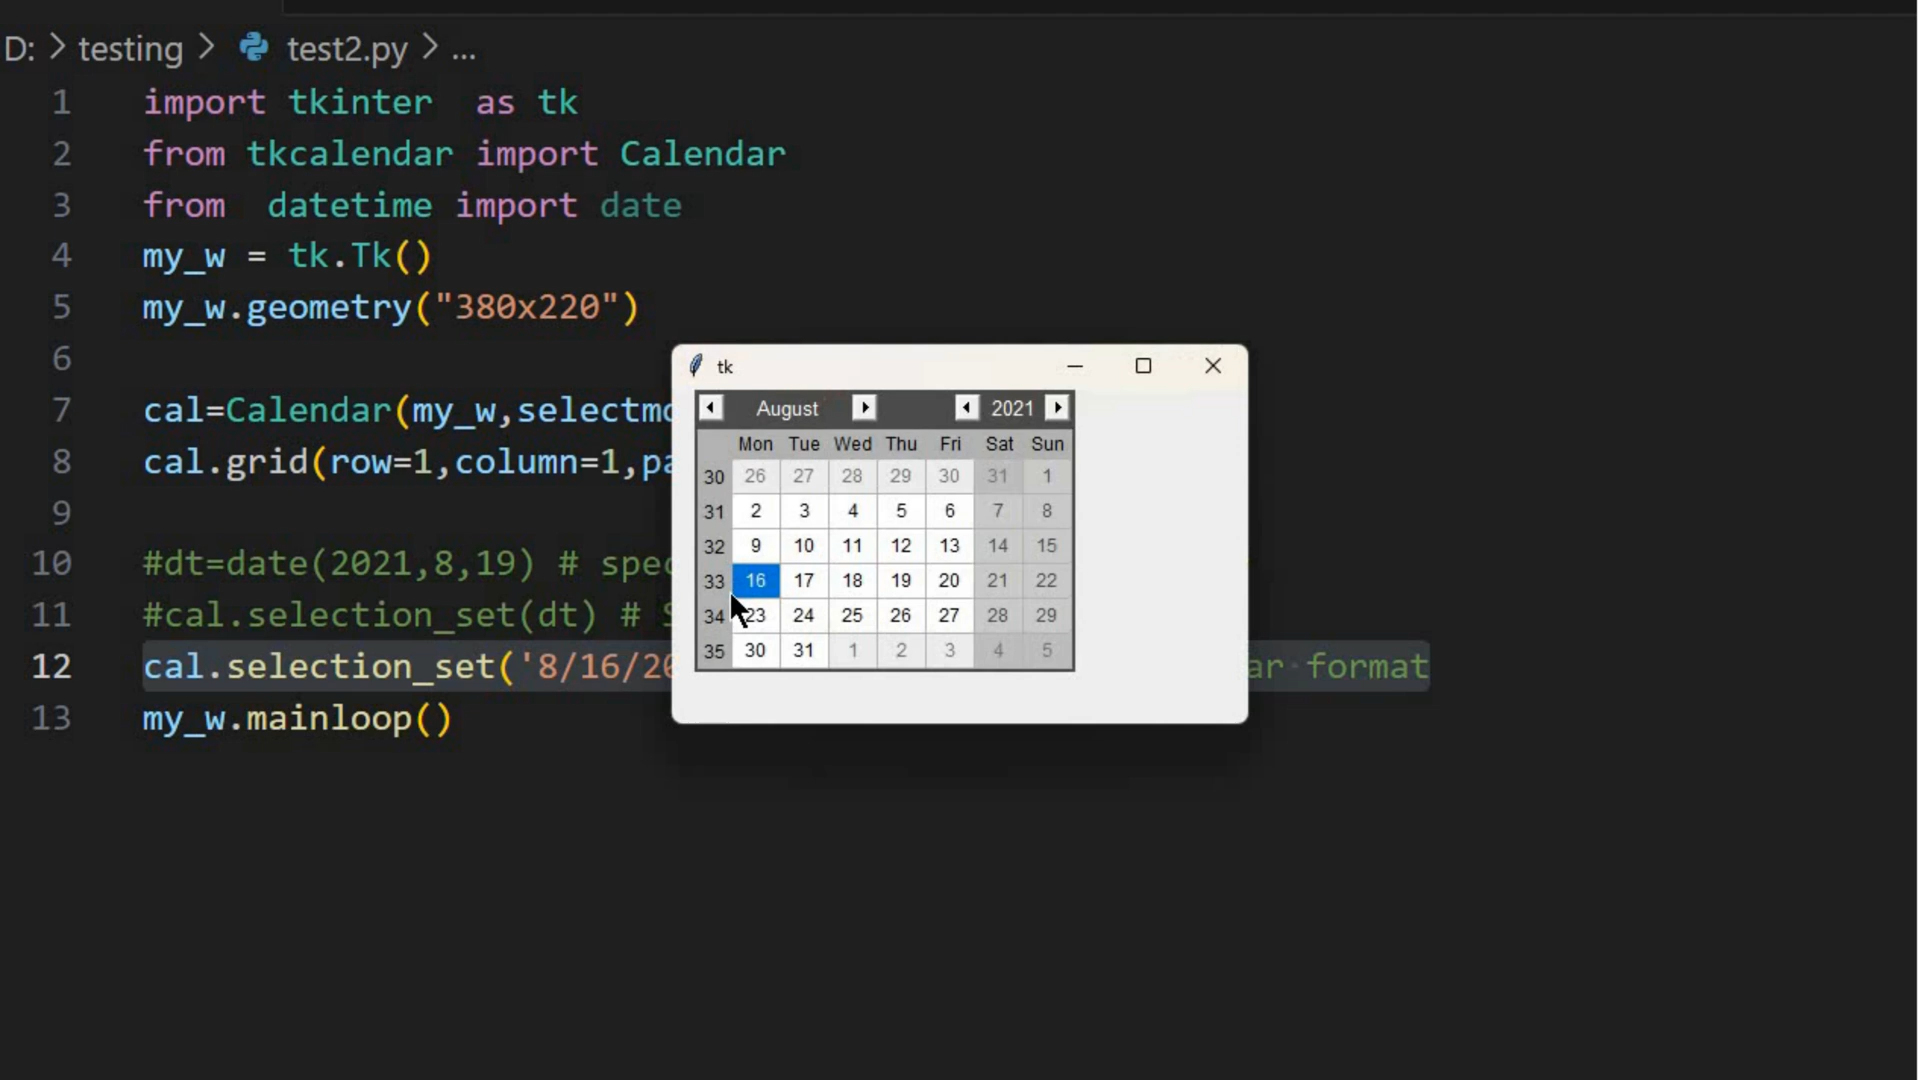 D: > testing > test2.py > ...
1 import tkinter  as tk
2 from tkcalendar import Calendar
3 from  datetime import date
4 my_w = tk.Tk()
5 my_w.geometry("380x220")
6
7 cal=Calendar(my_w,selectmo
8 cal.grid(row=1,column=1,pa
9
10 #dt=date(2021,8,19) # spec
11 #cal.selection_set(dt) # S
12 cal.selection_set('8/16/20 ar format
13 my_w.mainloop()
tk
August 2021
Mon Tue Wed Thu Fri Sat Sun
30 26 27 28 29 30 31 1
31 2 3 4 5 6 7 8
32 9 10 11 12 13 14 15
33 16 17 18 19 20 21 22
34 23 24 25 26 27 28 29
35 30 31 1 2 3 4 5